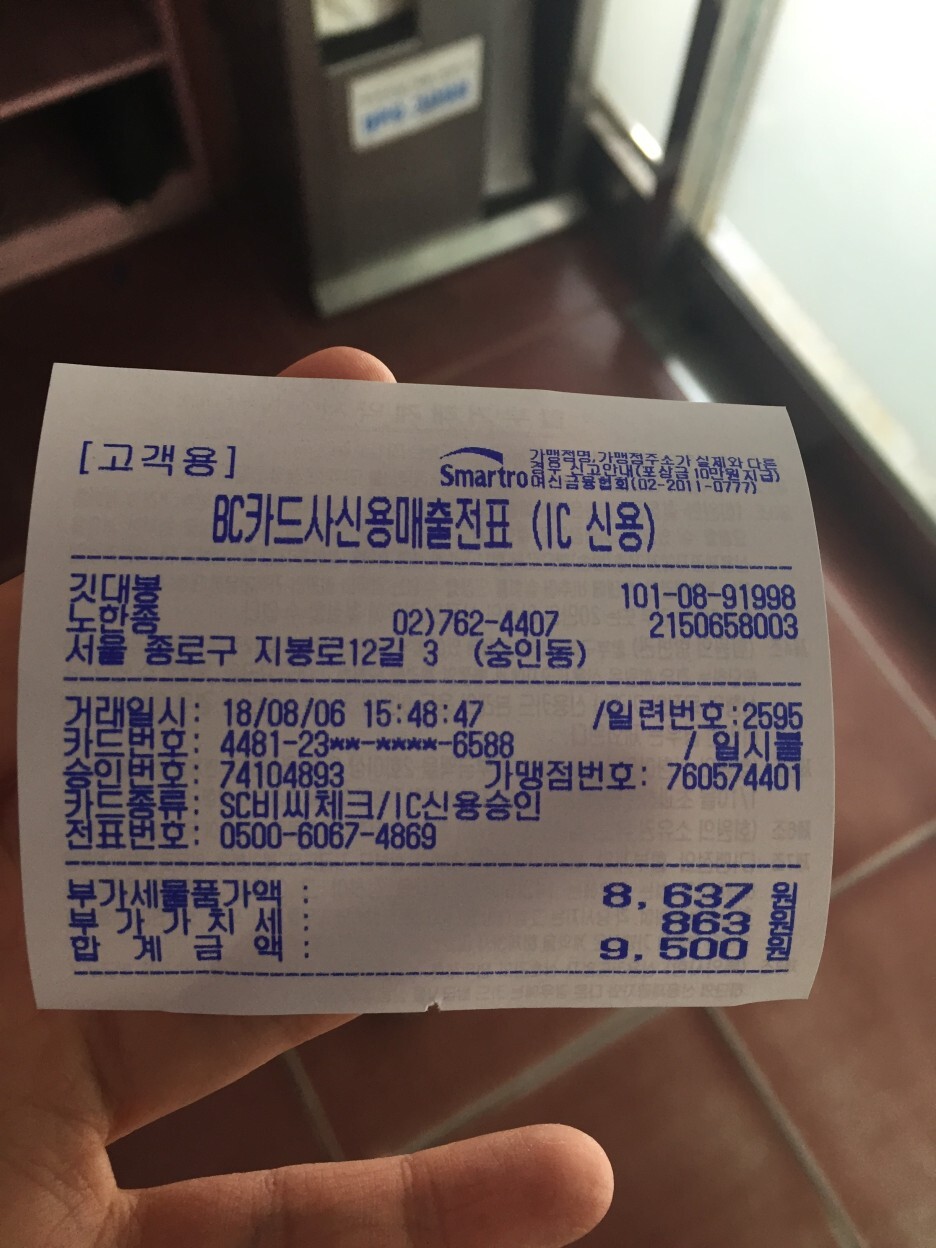 [고객용]
Smartro
가맹점명,가맹점주소가 실제와 다른
경우 신고안내(포상금 10만원지급)
여신금융협회(02-2011-0777)
BC카드사신용매출전표 (IC 신용)
깃대봉 101-08-91998
노한종 02)762-4407 2150658003
서울 종로구 지봉로12길 3 (숭인동)
거래일시: 18/08/06 15:48:47 /일련번호:2595
카드번호: 4481-23**-****-6588 / 일시불
승인번호: 74104893 가맹점번호: 760574401
카드종류: SC비씨체크/IC신용승인
전표번호: 0500-6067-4869
부가세물품가액 : 8,637 원
부 가 가 치 세 : 863 원
합 계 금 액 : 9,500 원